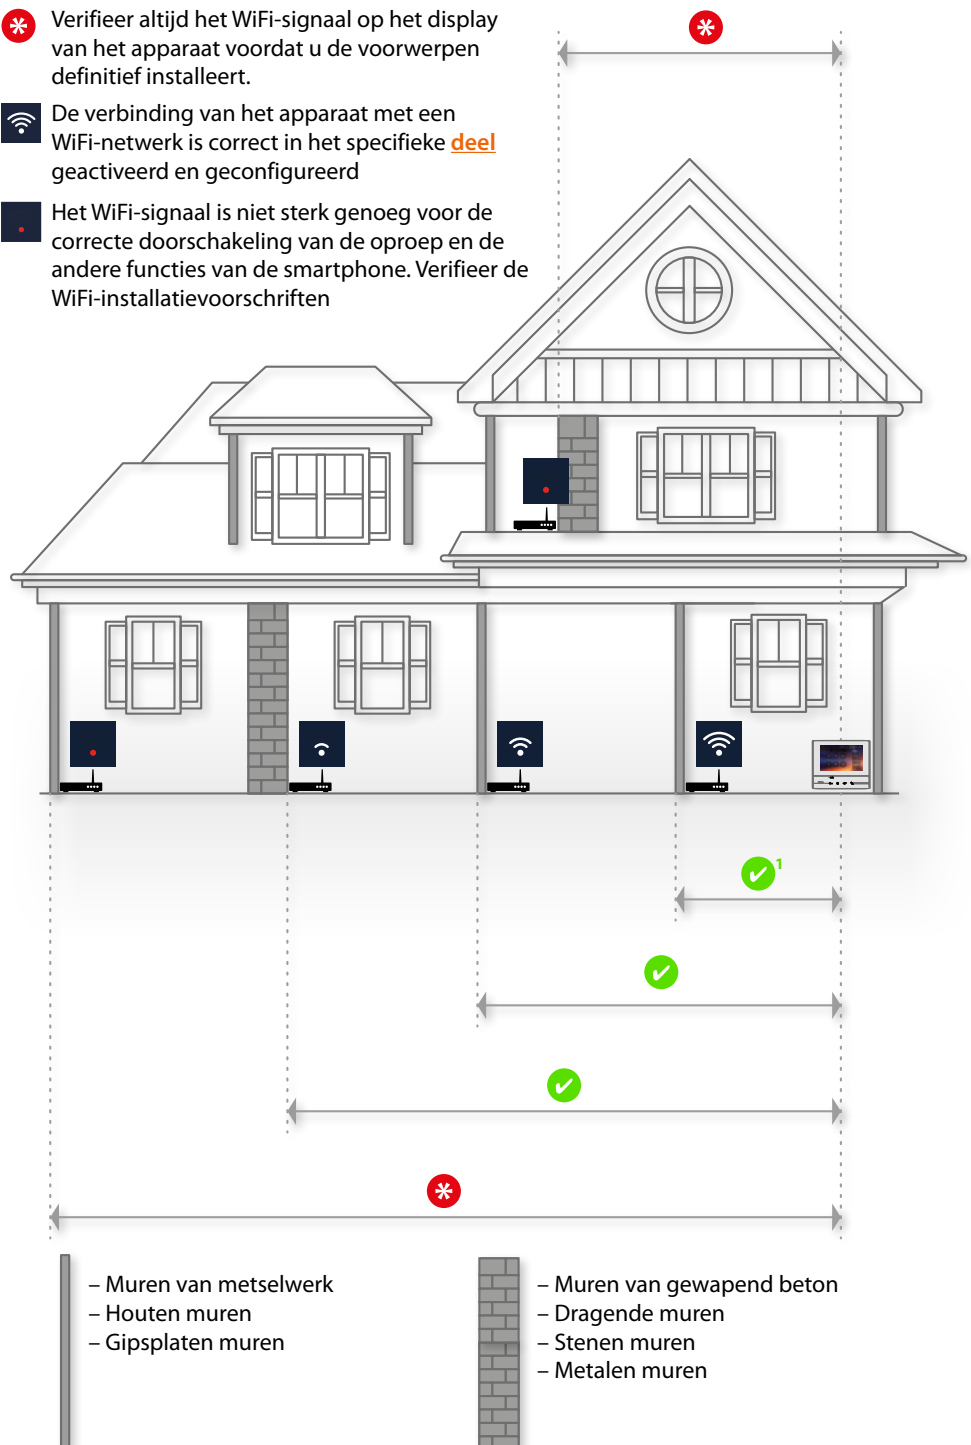 Verifieer altijd het WiFi-signaal op het display
van het apparaat voordat u de voorwerpen
definitief installeert.
De verbinding van het apparaat met een
WiFi-netwerk is correct in het specifieke deel
geactiveerd en geconfigureerd
Het WiFi-signaal is niet sterk genoeg voor de
correcte doorschakeling van de oproep en de
andere functies van de smartphone. Verifieer de
WiFi-installatievoorschriften
1
– Muren van metselwerk
– Houten muren
– Gipsplaten muren
– Muren van gewapend beton
– Dragende muren
– Stenen muren
– Metalen muren